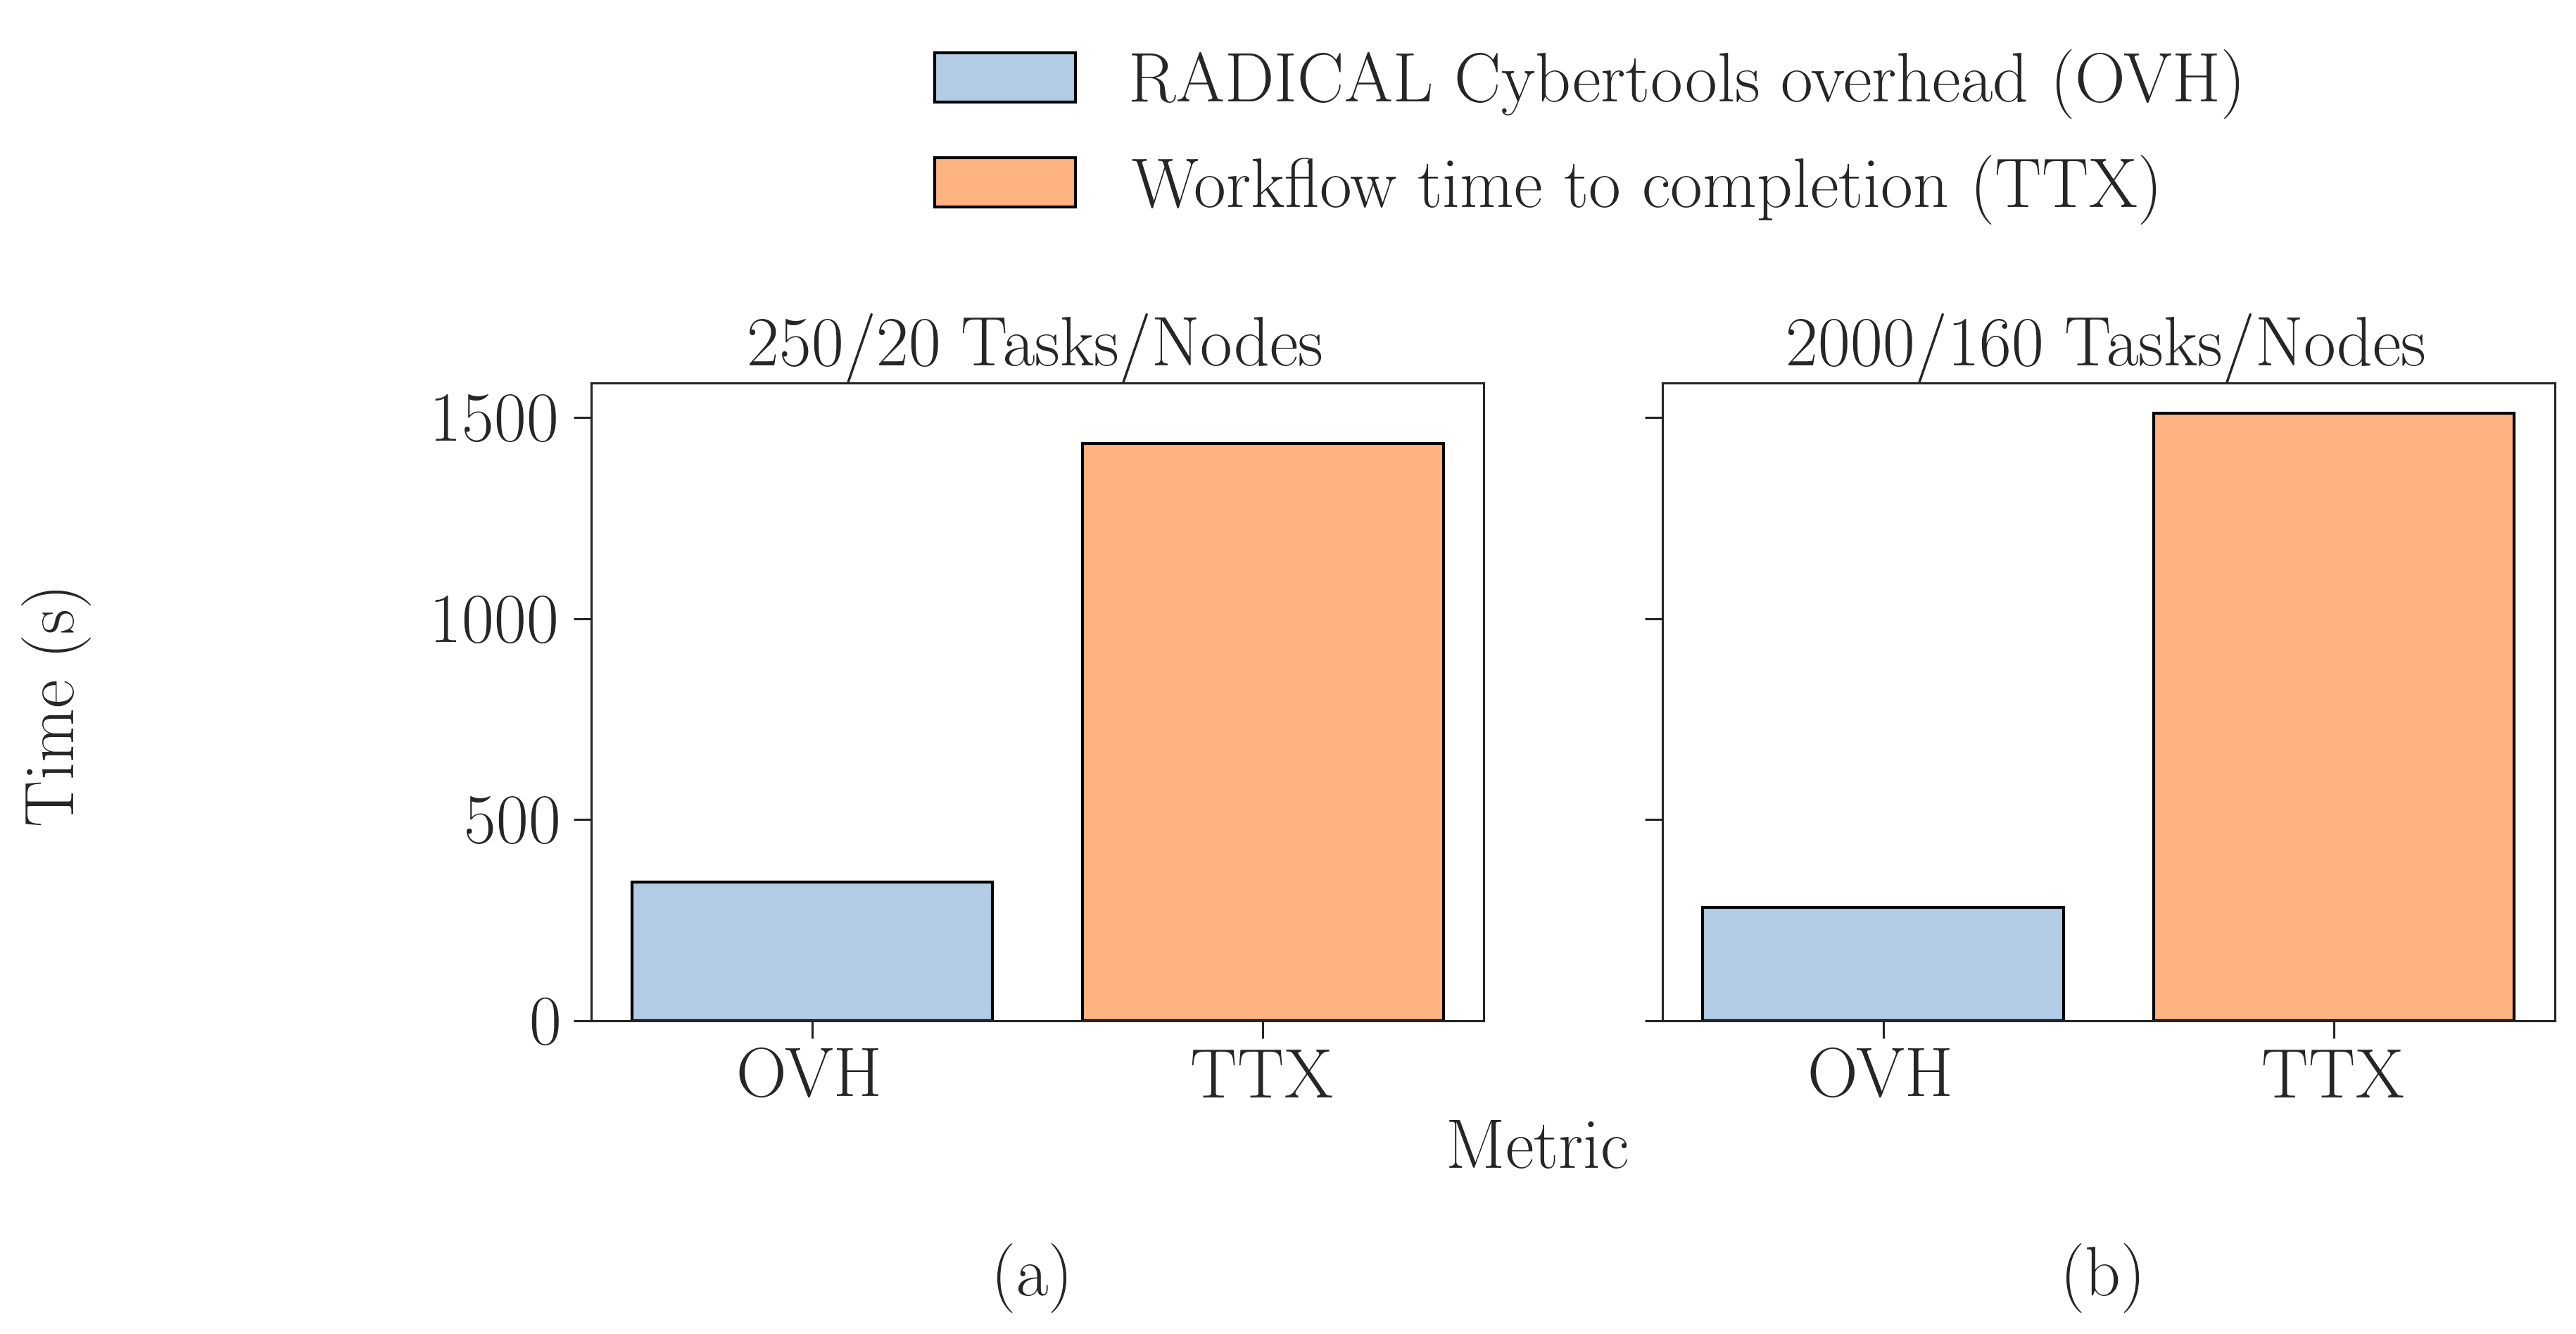 RADICAL Cybertools overhead (OVH)
Workflow time to completion (TTX)
250/20 Tasks/Nodes
2000/160 Tasks/Nodes
Time (s)
1500
1000
500
0
OVH
TTX
OVH
TTX
Metric
(a)
(b)